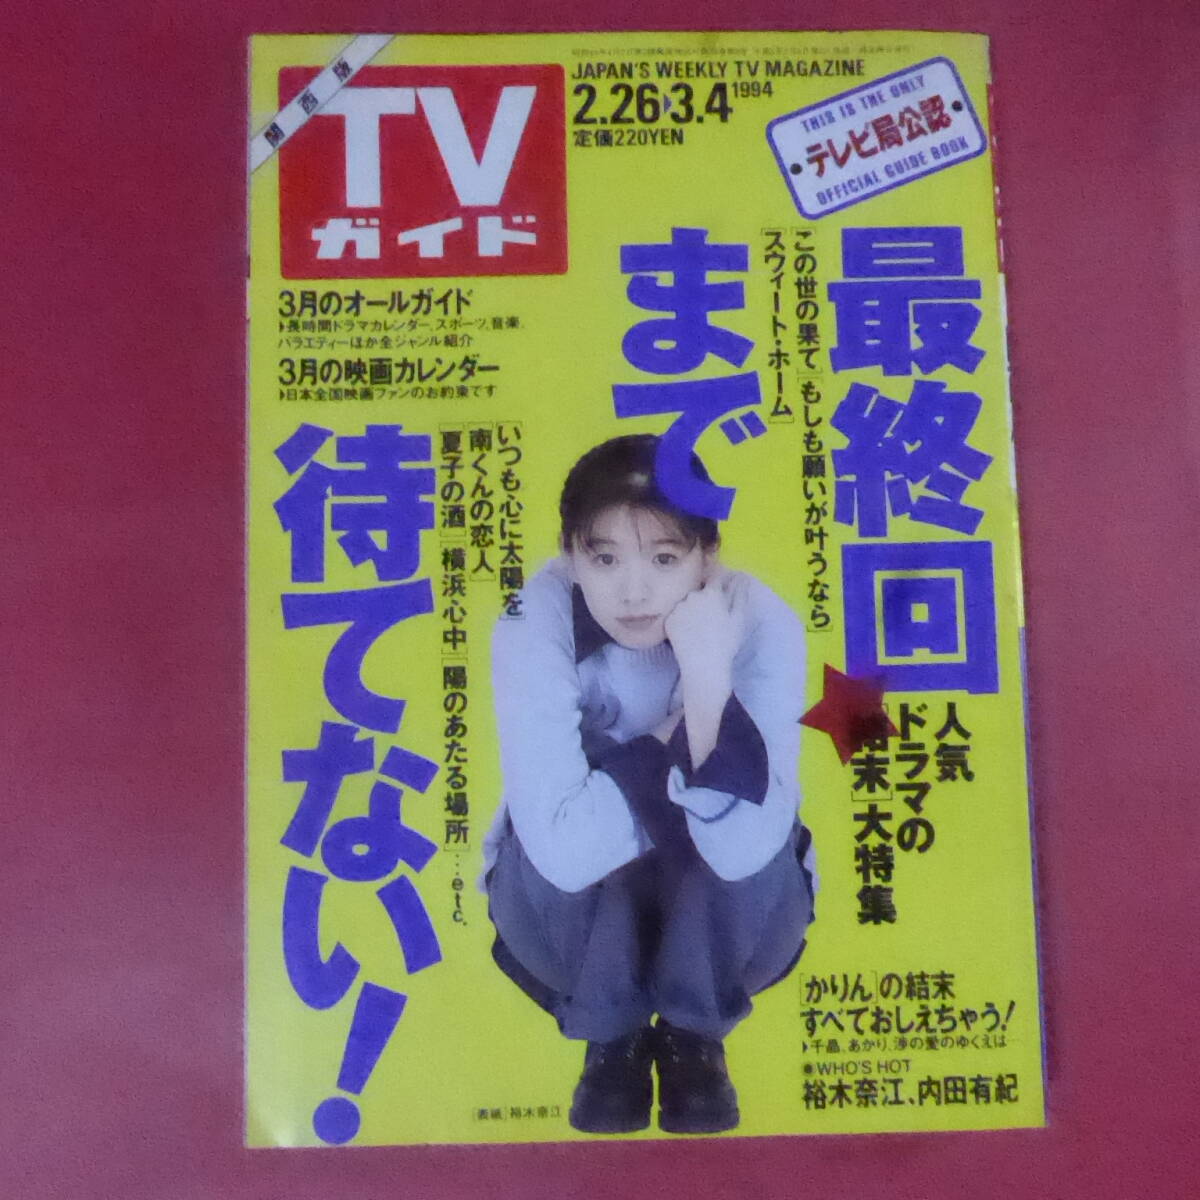 関西版
TV
ガイド
JAPAN'S WEEKLY TV MAGAZINE
2.26▸3.4 1994
定価220YEN
THIS IS THE ONLY
・テレビ局公認・
OFFICIAL GUIDE BOOK
3月のオールガイド
▸長時間ドラマカレンダー、スポーツ、音楽、
バラエティーほか全ジャンル紹介
3月の映画カレンダー
▸日本全国映画ファンのお約束です
最終回
まで
待てない!
[この世の果て][もしも願いが叶うなら]
[スウィート・ホーム]
[いつも心に太陽を]
[南くんの恋人]
[夏子の酒][横浜心中][陽のあたる場所]…etc.
人気
ドラマの
末]大特集
[かりん]の結末
すべておしえちゃう!
▸千晶、あかり、渉の愛のゆくえは…
●WHO'S HOT
裕木奈江、内田有紀
[表紙]裕木奈江